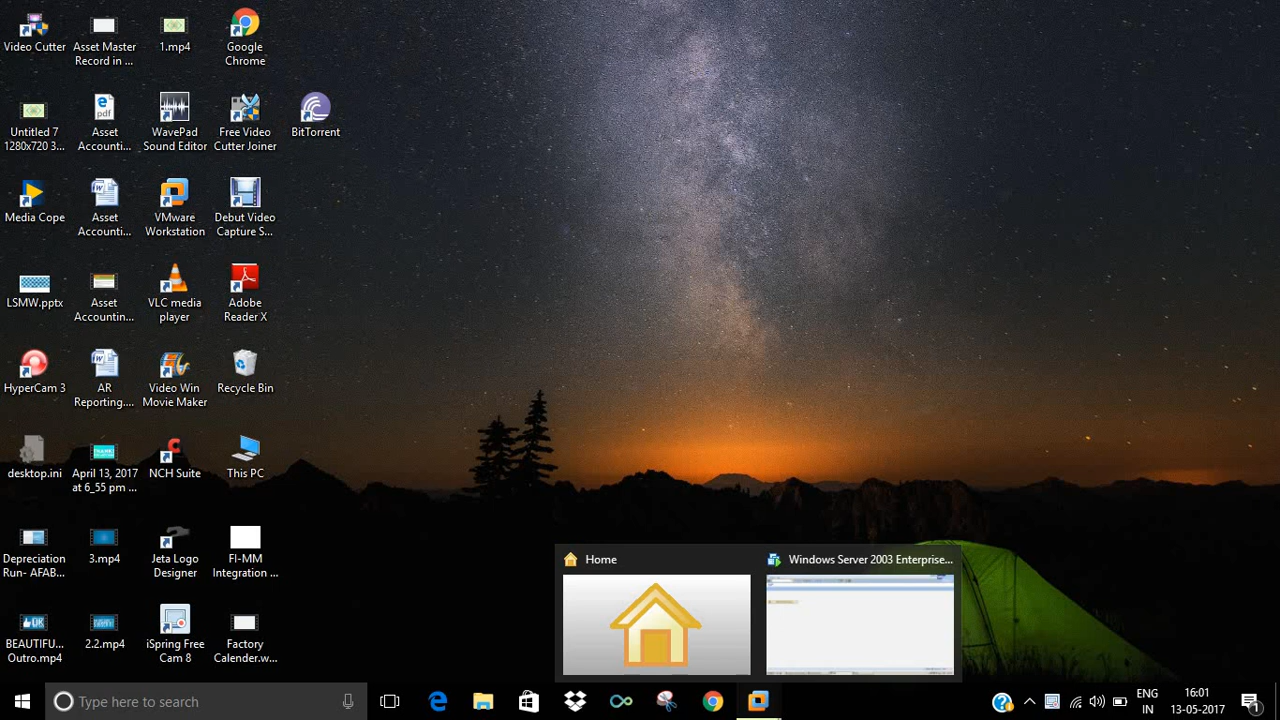 Video Cutter
Asset Master
Record in ...
1.mp4
Google
Chrome
Untitled 7
1280x720 3...
pdf
Asset
Accounti...
WavePad
Sound Editor
Free Video
Cutter Joiner
BitTorrent
Media Cope
Asset
Accounti...
VMware
Workstation
Debut Video
Capture S...
LSMW.pptx
Asset
Accountin...
VLC media
player
Adobe
Reader X
HyperCam 3
AR
Reporting....
Video Win
Movie Maker
Recycle Bin
desktop.ini
April 13, 2017
at 6_55 pm ...
NCH Suite
This PC
Depreciation
Run- AFAB...
3.mp4
Jeta Logo
Designer
FI-MM
Integration ...
BEAUTIFU...
Outro.mp4
2.2.mp4
iSpring Free
Cam 8
Factory
Calender.w...
Home
Windows Server 2003 Enterprise...
Type here to search
ENG
IN
16:01
13-05-2017
1